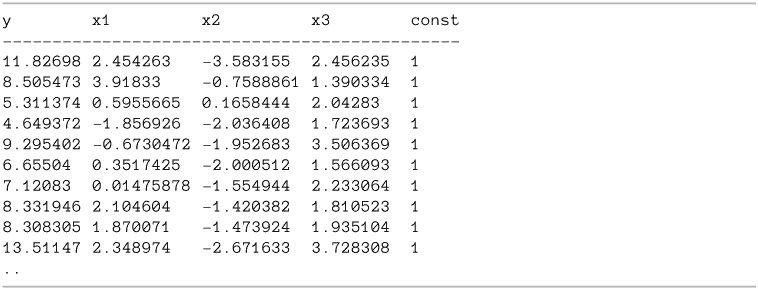 y x1 x2 x3 const
----------------------------------------------
11.82698 2.454263 -3.583155 2.456235 1
8.505473 3.91833 -0.7588861 1.390334 1
5.311374 0.5955665 0.1658444 2.04283 1
4.649372 -1.856926 -2.036408 1.723693 1
9.295402 -0.6730472 -1.952683 3.506369 1
6.65504 0.3517425 -2.000512 1.566093 1
7.12083 0.01475878 -1.554944 2.233064 1
8.331946 2.104604 -1.420382 1.810523 1
8.308305 1.870071 -1.473924 1.935104 1
13.51147 2.348974 -2.671633 3.728308 1
..